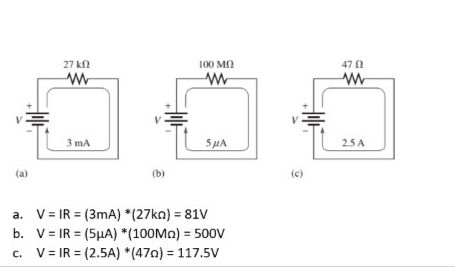 27 kΩ 100 MΩ 47 Ω
+ + +
V V V
− − −
3 mA 5 μA 2.5 A
(a) (b) (c)
a. V = IR = (3mA) *(27kΩ) = 81V
b. V = IR = (5μA) *(100MΩ) = 500V
c. V = IR = (2.5A) *(47Ω) = 117.5V